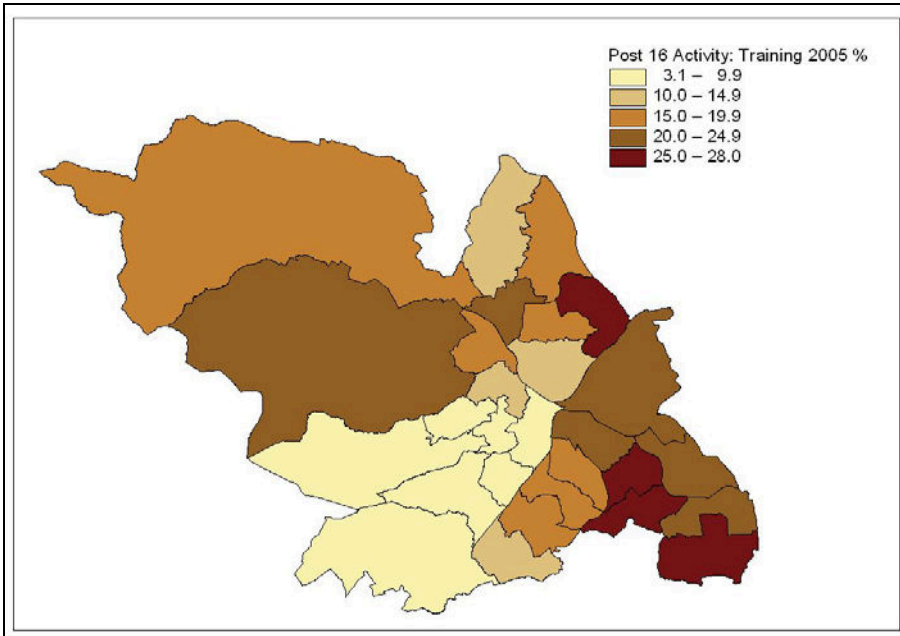 Post 16 Activity: Training 2005 %
3.1 – 9.9
10.0 – 14.9
15.0 – 19.9
20.0 – 24.9
25.0 – 28.0